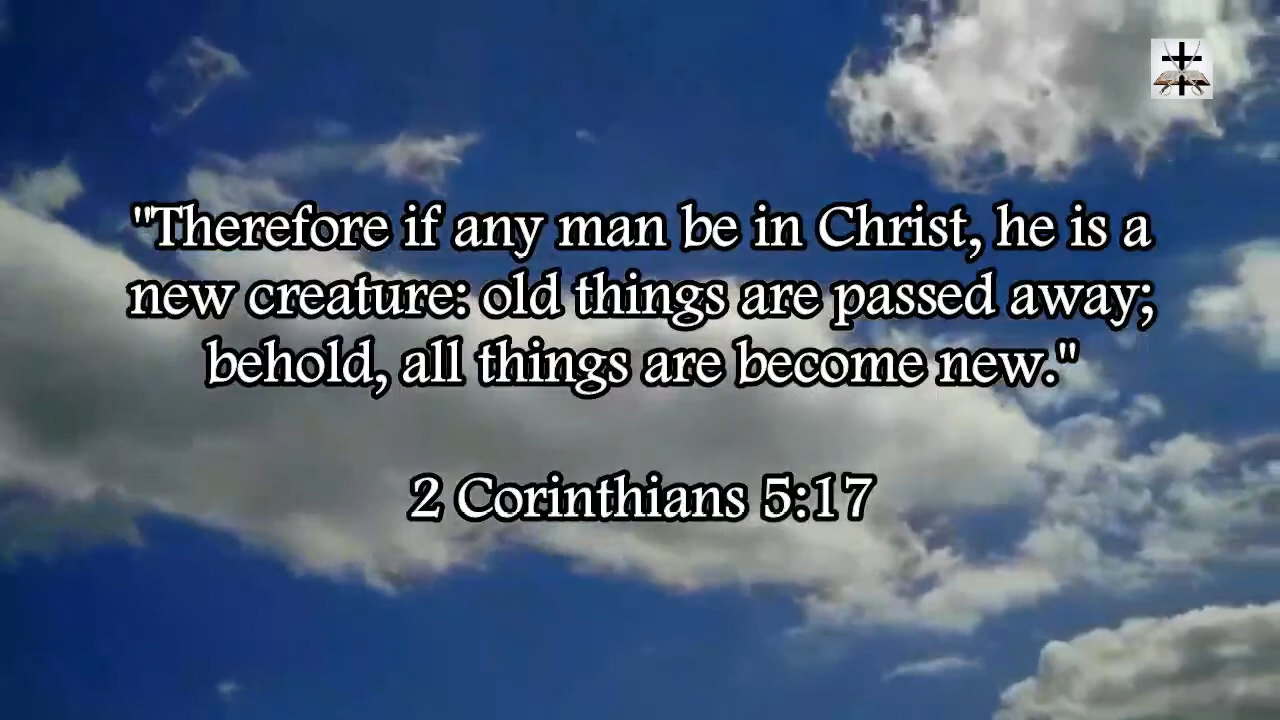 "Therefore if any man be in Christ, he is a
new creature: old things are passed away;
behold, all things are become new."
2 Corinthians 5:17